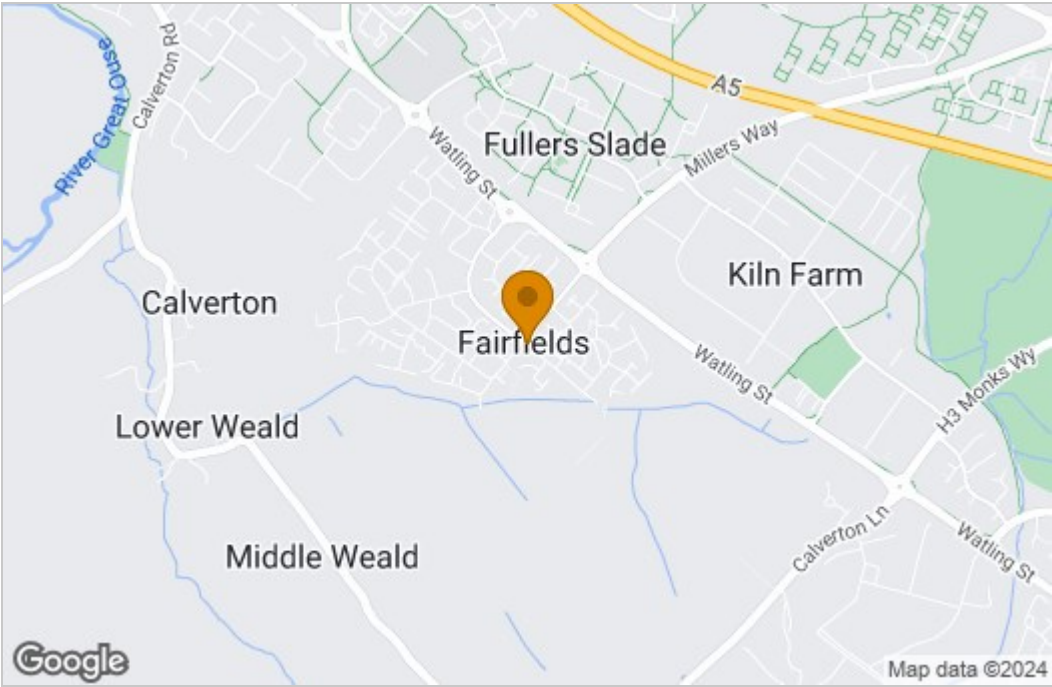 River Great Ouse
Calverton Rd
A5
Watling St
Fullers Slade
Millers Way
Kiln Farm
Calverton
Fairfields
Watling St
H3 Monks Wy
Lower Weald
Calverton Ln
Watling St
Middle Weald
Google
Map data ©2024